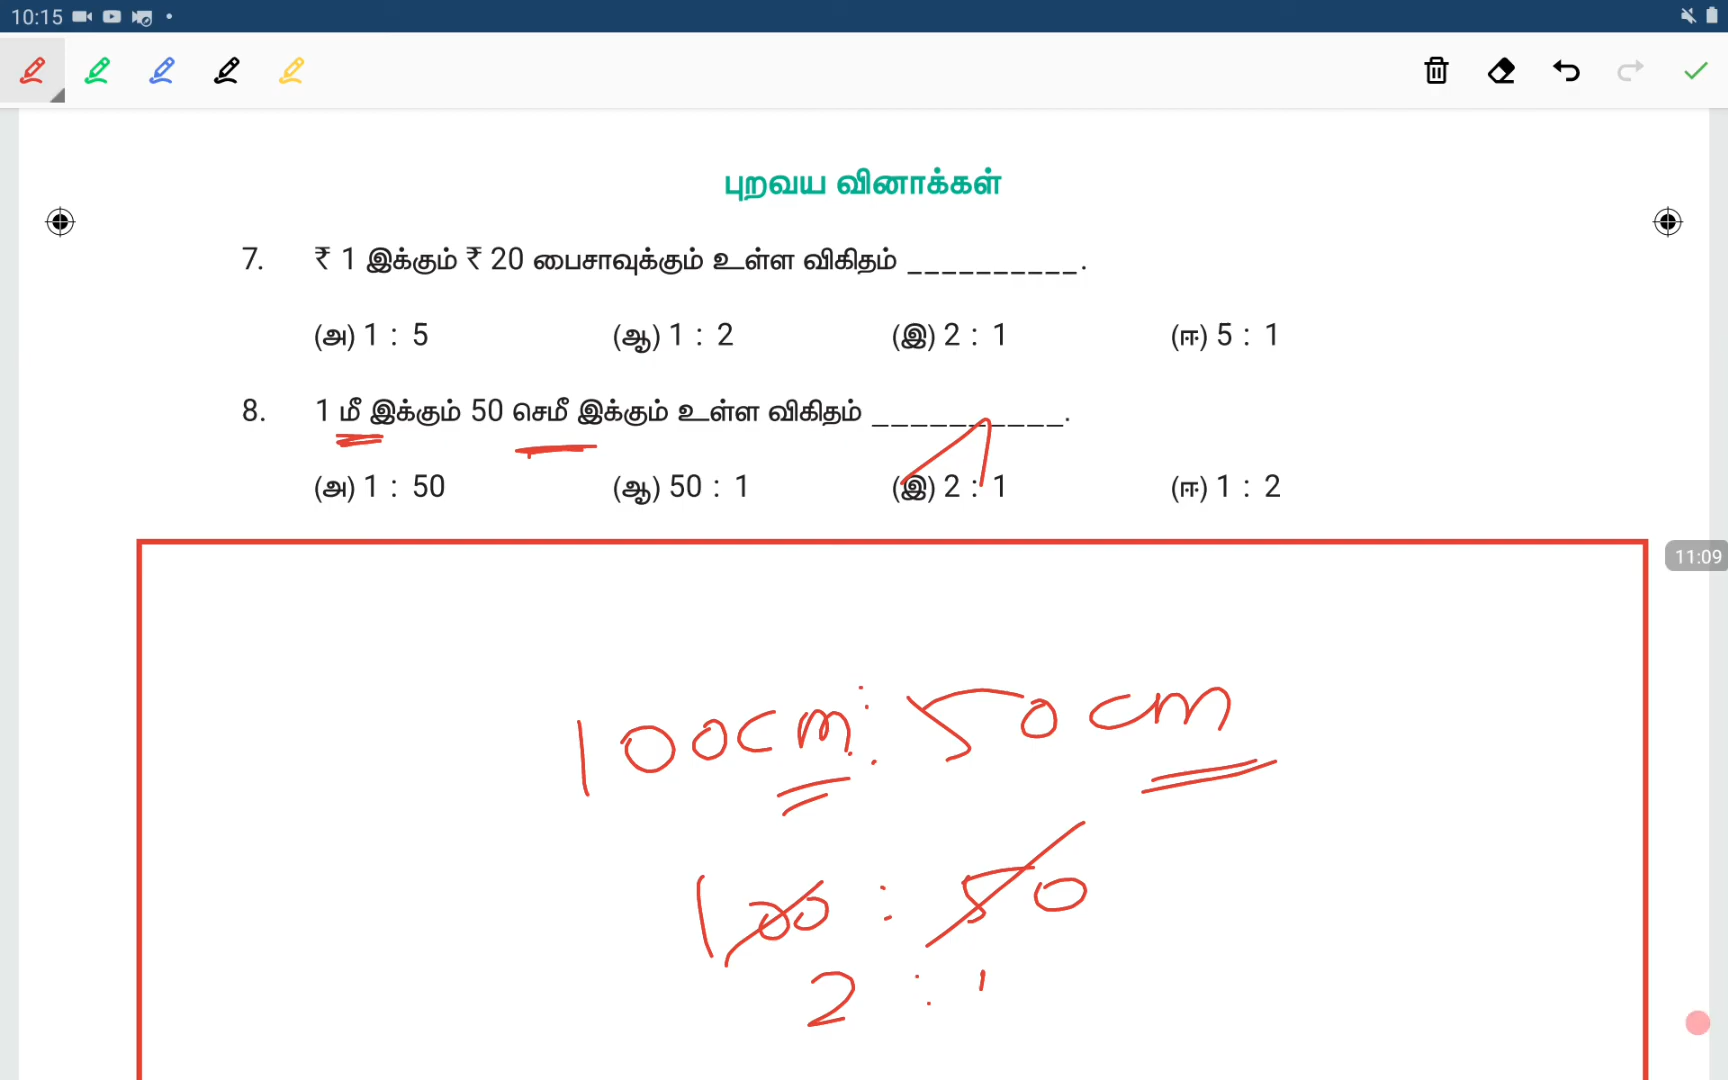 10:15
புறவய வினாக்கள்
7. ₹ 1 இக்கும் ₹ 20 பைசாவுக்கும் உள்ள விகிதம் __________.
(அ) 1 : 5 (ஆ) 1 : 2 (இ) 2 : 1 (ஈ) 5 : 1
8. 1 மீ இக்கும் 50 செமீ இக்கும் உள்ள விகிதம் __________.
(அ) 1 : 50 (ஆ) 50 : 1 (இ) 2 : 1 (ஈ) 1 : 2
11:09
100cm : 50 cm
100 : 50
2 : 1